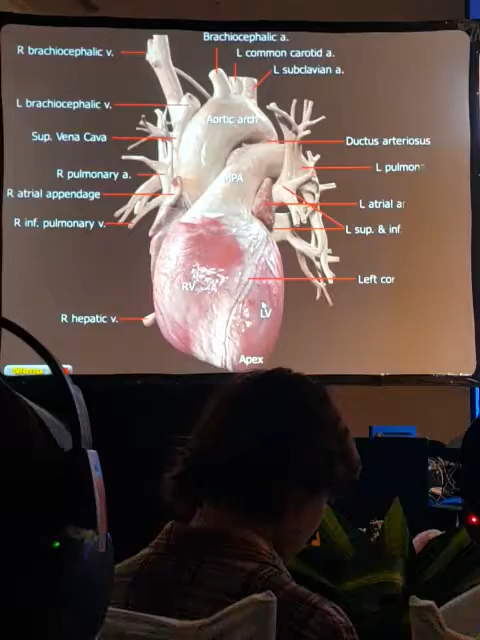 Brachiocephalic a.
R brachiocephalic v.
L common carotid a.
L subclavian a.
L brachiocephalic v.
Aortic arch
Sup. Vena Cava
Ductus arteriosus
R pulmonary a.
L pulmon
MPA
R atrial appendage
L atrial a
R inf. pulmonary v.
L sup. & inf
Left cor
RV
LV
R hepatic v.
Apex